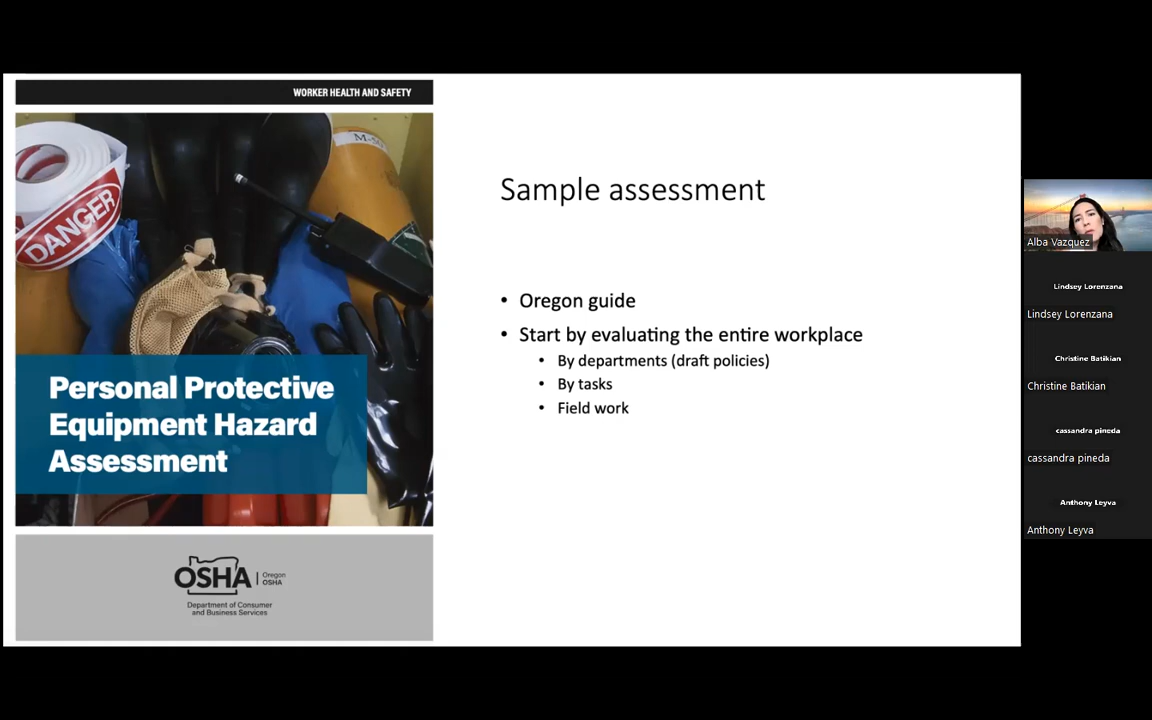 WORKER HEALTH AND SAFETY
DANGER
Personal Protective
Equipment Hazard
Assessment
OSHA
Oregon
OSHA
Department of Consumer
and Business Services
Sample assessment
• Oregon guide
• Start by evaluating the entire workplace
• By departments (draft policies)
• By tasks
• Field work
Alba Vazquez
Lindsey Lorenzana
Lindsey Lorenzana
Christine Batikian
Christine Batikian
cassandra pineda
cassandra pineda
Anthony Leyva
Anthony Leyva